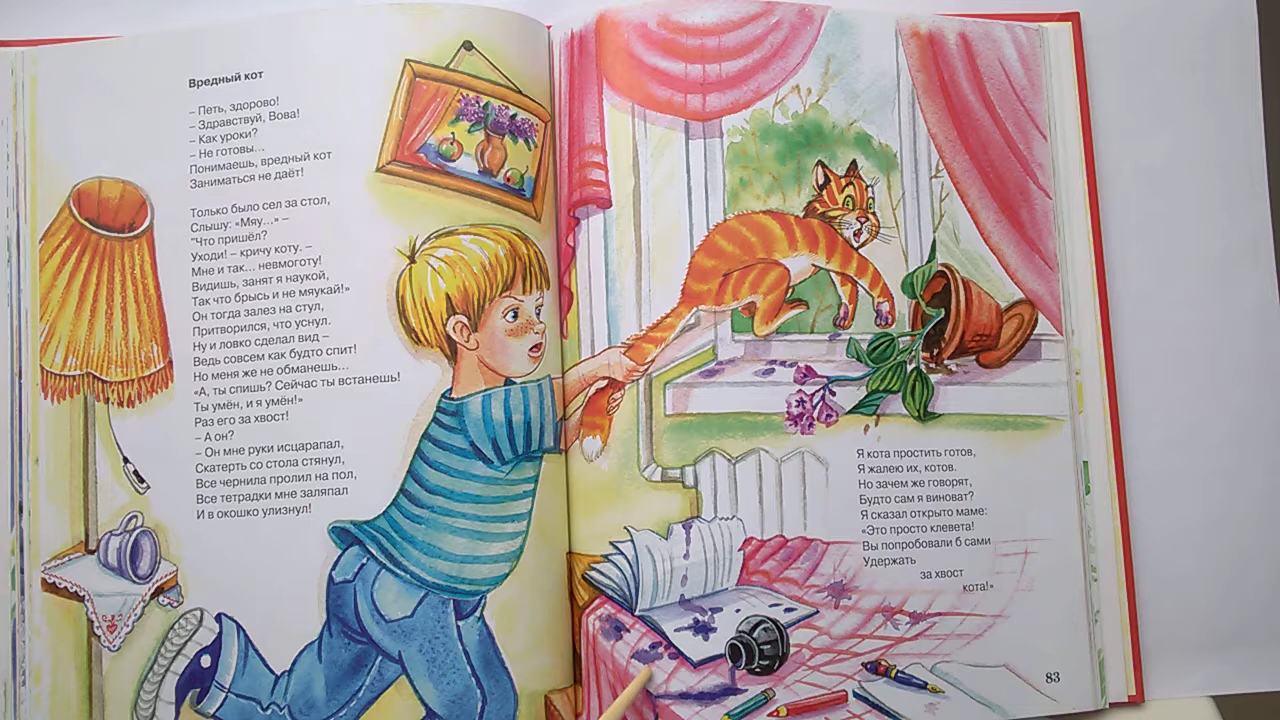 Вредный кот
– Петь, здорово!
– Здравствуй, Вова!
– Как уроки?
– Не готовы...
Понимаешь, вредный кот
Заниматься не даёт!
Только было сел за стол,
Слышу: «Мяу...» –
"Что пришёл?
Уходи! – кричу коту. –
Мне и так... невмоготу!
Видишь, занят я наукой,
Так что брысь и не мяукай!»
Он тогда залез на стул,
Притворился, что уснул.
Ну и ловко сделал вид –
Ведь совсем как будто спит!
Но меня же не обманешь...
«А, ты спишь? Сейчас ты встанешь!
Ты умён, и я умён!»
Раз его за хвост!
– А он?
– Он мне руки исцарапал,
Скатерть со стола стянул,
Все чернила пролил на пол,
Все тетрадки мне заляпал
И в окошко улизнул!
Я кота простить готов,
Я жалею их, котов.
Но зачем же говорят,
Будто сам я виноват?
Я сказал открыто маме:
«Это просто клевета!
Вы попробовали б сами
Удержать
за хвост
кота!»
83